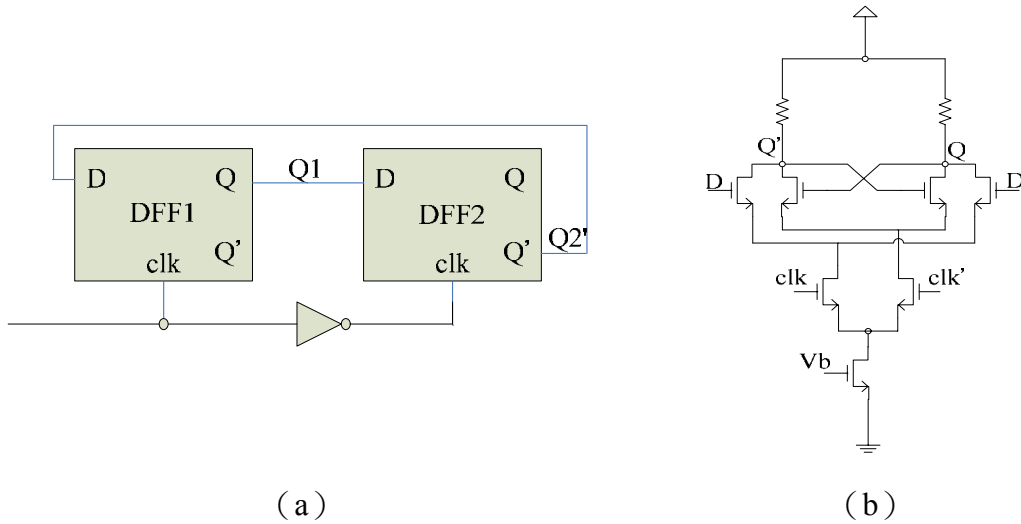 D
Q
DFF1
Q'
clk
Q1
D
Q
DFF2
Q'
clk
Q2'
Q'
Q
D
D
clk
clk'
Vb
(a)
(b)